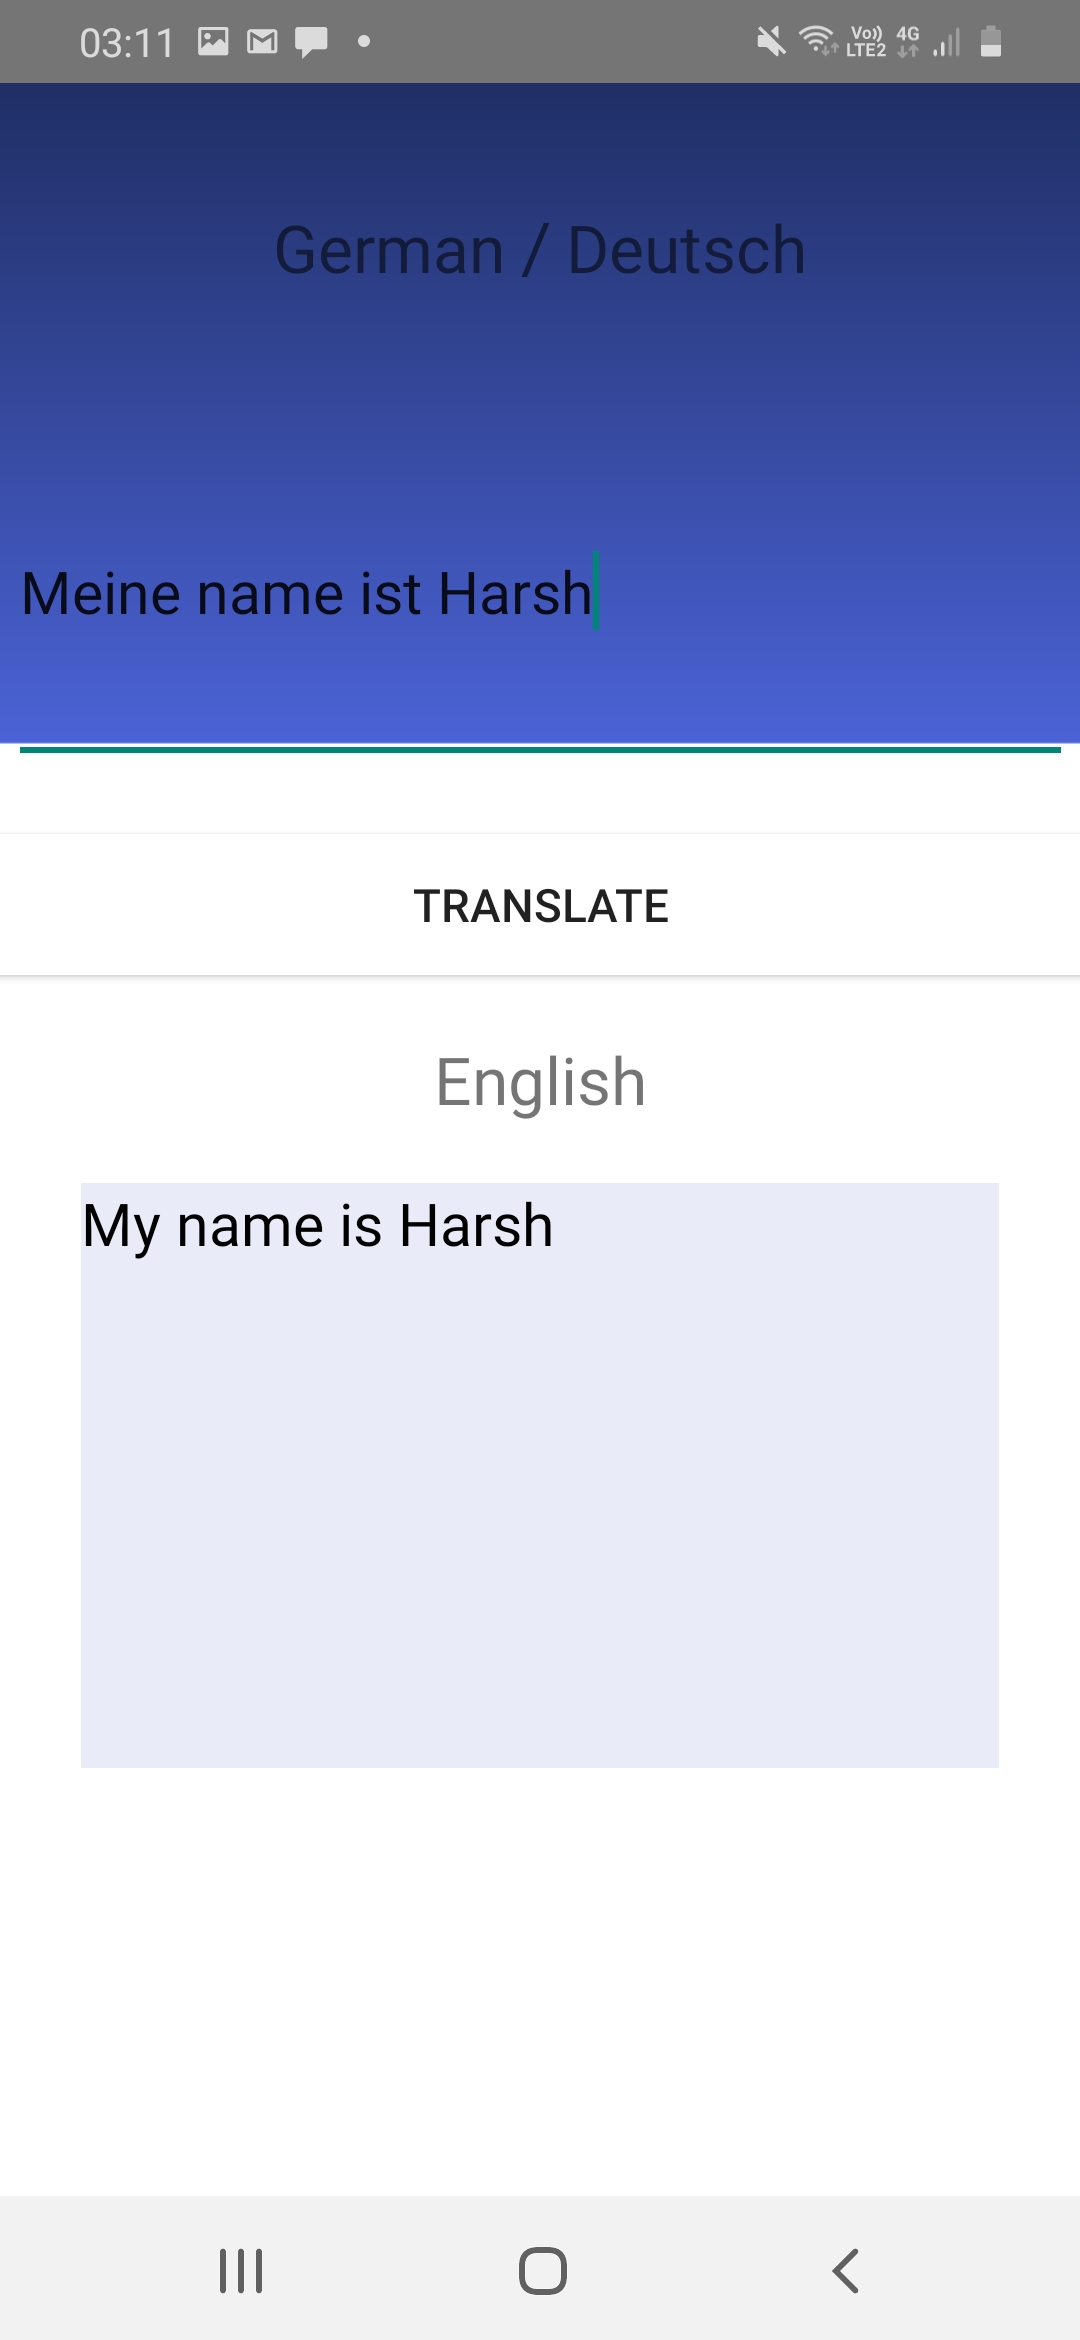 03:11 Vo)) LTE2 4G
German / Deutsch
Meine name ist Harsh
TRANSLATE
English
My name is Harsh